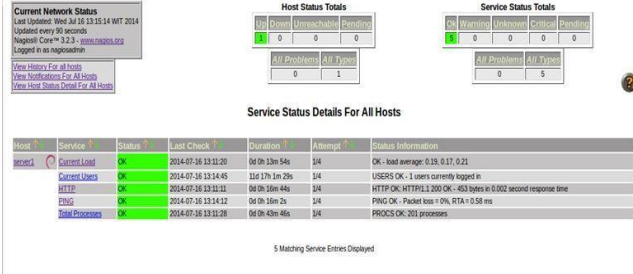 Current Network Status
Last Updated: Wed Jul 16 13:15:14 WIT 2014
Updated every 90 seconds
Nagios® Core™ 3.2.3 - www.nagios.org
Logged in as nagiosadmin
View History For all hosts
View Notifications For All Hosts
View Host Status Detail For All Hosts
Host Status Totals
Up Down Unreachable Pending
1 0 0 0
All Problems All Types
0 1
Service Status Totals
Ok Warning Unknown Critical Pending
5 0 0 0 0
All Problems All Types
0 5
Service Status Details For All Hosts
Host Service Status Last Check Duration Attempt Status Information
server1 Current Load OK 2014-07-16 13:11:20 0d 0h 13m 54s 1/4 OK - load average: 0.19, 0.17, 0.21
Current Users OK 2014-07-16 13:14:45 11d 17h 1m 29s 1/4 USERS OK - 1 users currently logged in
HTTP OK 2014-07-16 13:11:11 0d 0h 16m 44s 1/4 HTTP OK: HTTP/1.1 200 OK - 453 bytes in 0.002 second response time
PING OK 2014-07-16 13:14:12 0d 0h 16m 2s 1/4 PING OK - Packet loss = 0%, RTA = 0.58 ms
Total Processes OK 2014-07-16 13:11:28 0d 0h 43m 46s 1/4 PROCS OK: 201 processes
5 Matching Service Entries Displayed